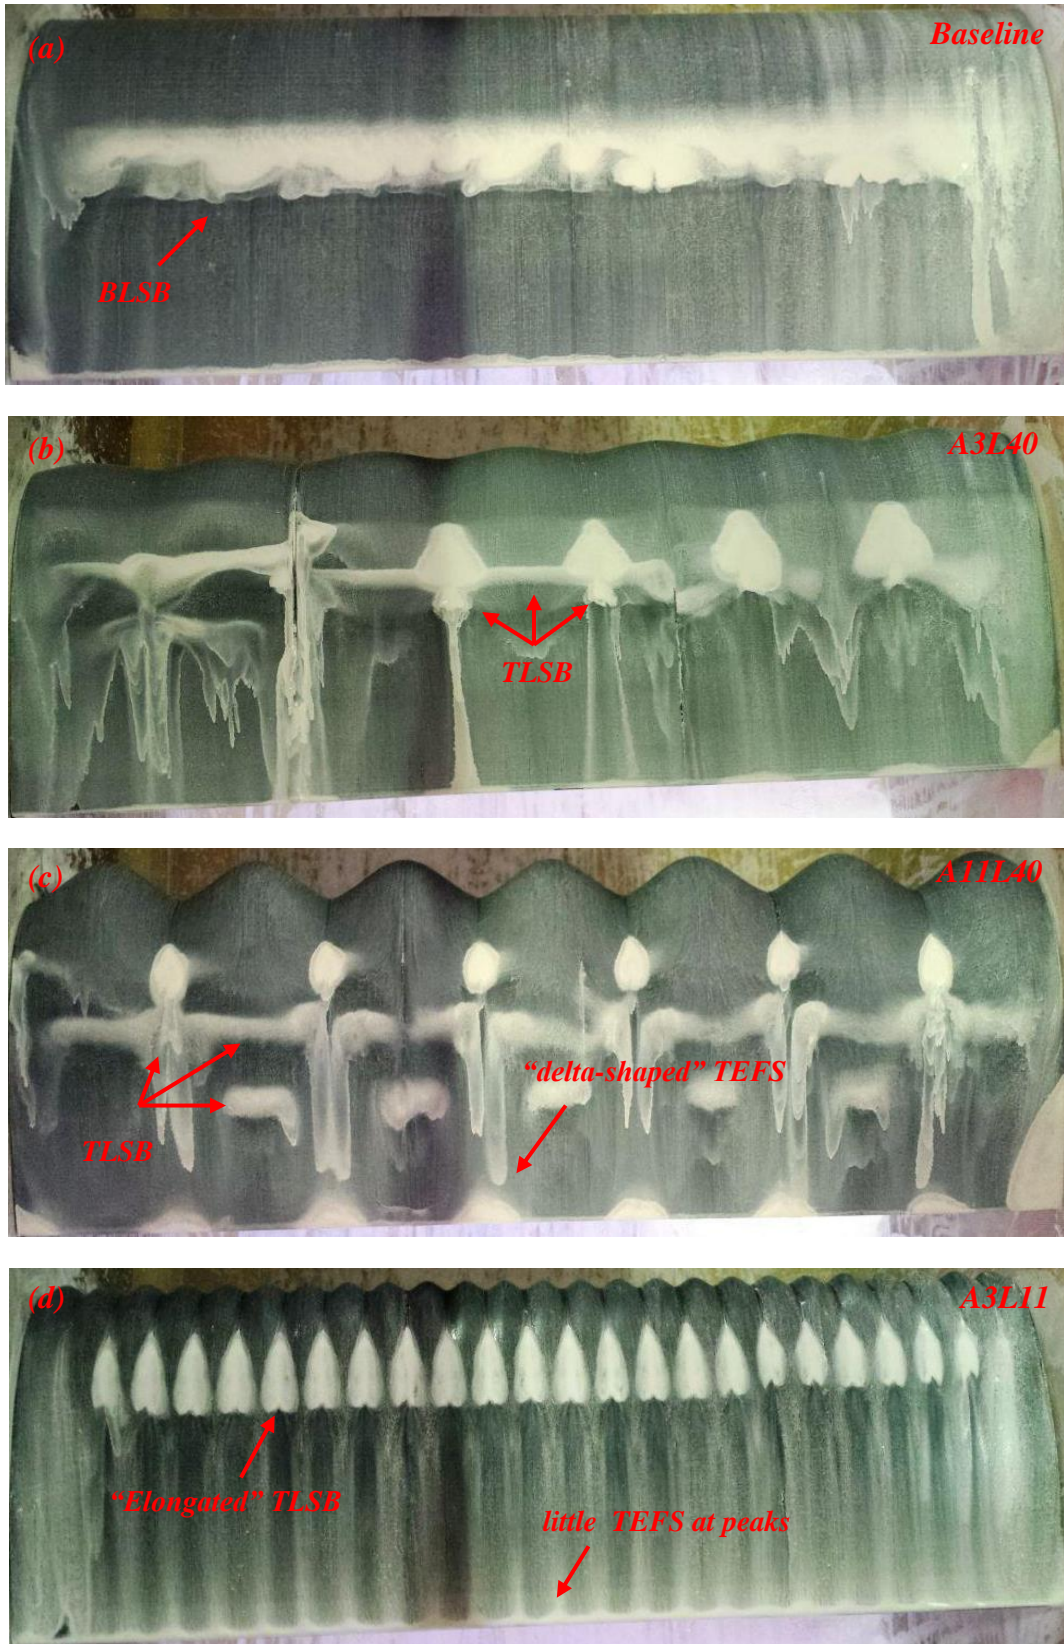 (a) Baseline
BLSB
(b) A3L40
TLSB
(c) A11L40
“delta-shaped” TEFS
TLSB
(d) A3L11
“Elongated” TLSB
little TEFS at peaks